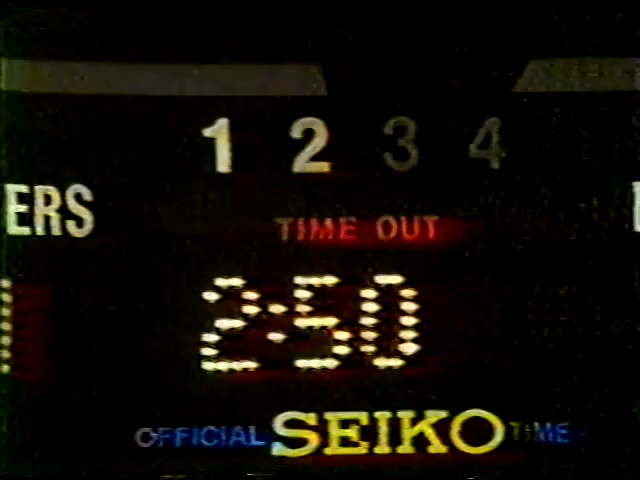 1 2 3 4
ERS
TIME OUT
2:50
OFFICIAL SEIKO TIME